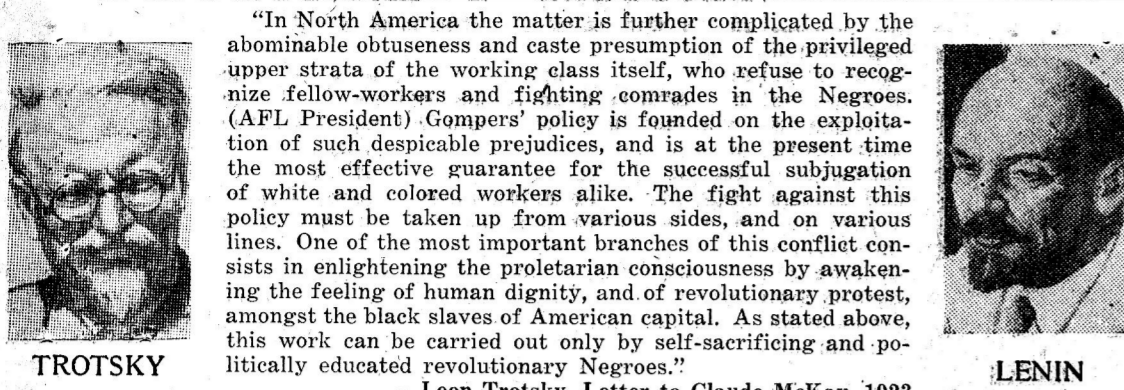 “In North America the matter is further complicated by the
abominable obtuseness and caste presumption of the privileged
upper strata of the working class itself, who refuse to recog-
nize fellow-workers and fighting comrades in the Negroes.
(AFL President) Gompers’ policy is founded on the exploita-
tion of such despicable prejudices, and is at the present time
the most effective guarantee for the successful subjugation
of white and colored workers alike. The fight against this
policy must be taken up from various sides, and on various
lines. One of the most important branches of this conflict con-
sists in enlightening the proletarian consciousness by awaken-
ing the feeling of human dignity, and of revolutionary protest,
amongst the black slaves of American capital. As stated above,
this work can be carried out only by self-sacrificing and po-
litically educated revolutionary Negroes.”
Leon Trotsky, Letter to Claude McKay, 1923
TROTSKY
LENIN